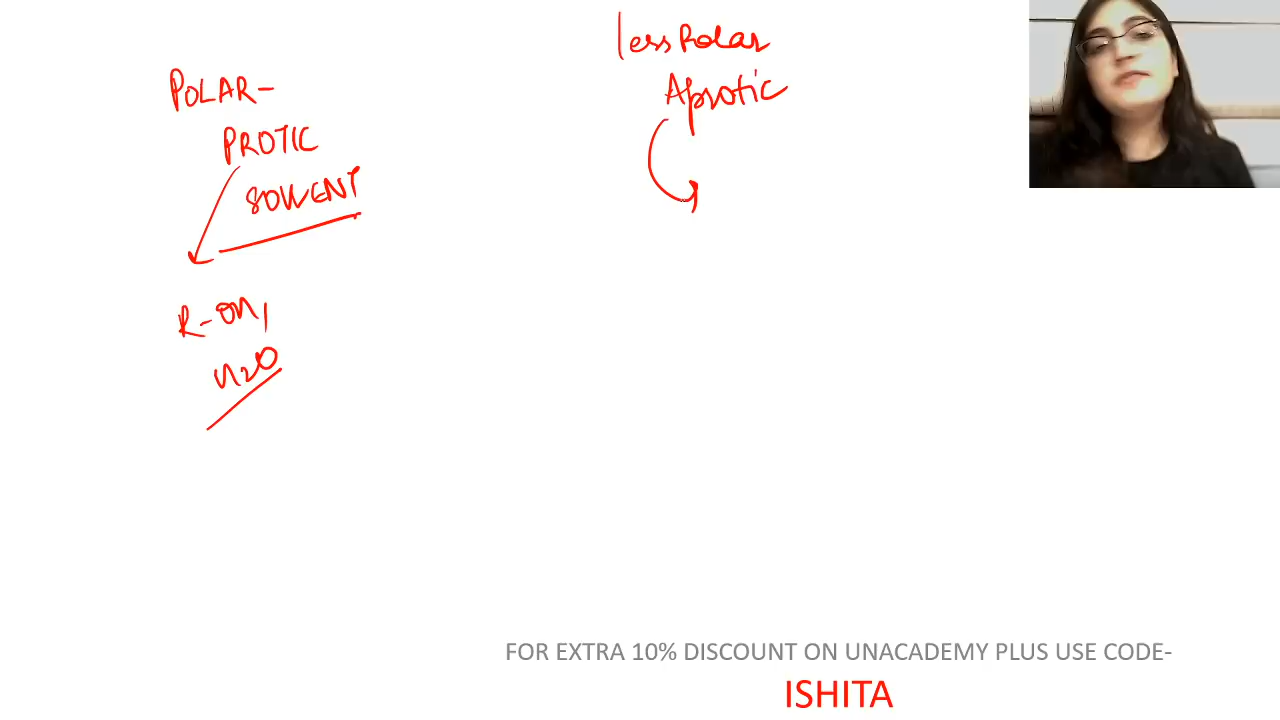 POLAR-
PROTIC
SOLVENT
R-OH,
H2O
less Polar
Aprotic
FOR EXTRA 10% DISCOUNT ON UNACADEMY PLUS USE CODE-
ISHITA